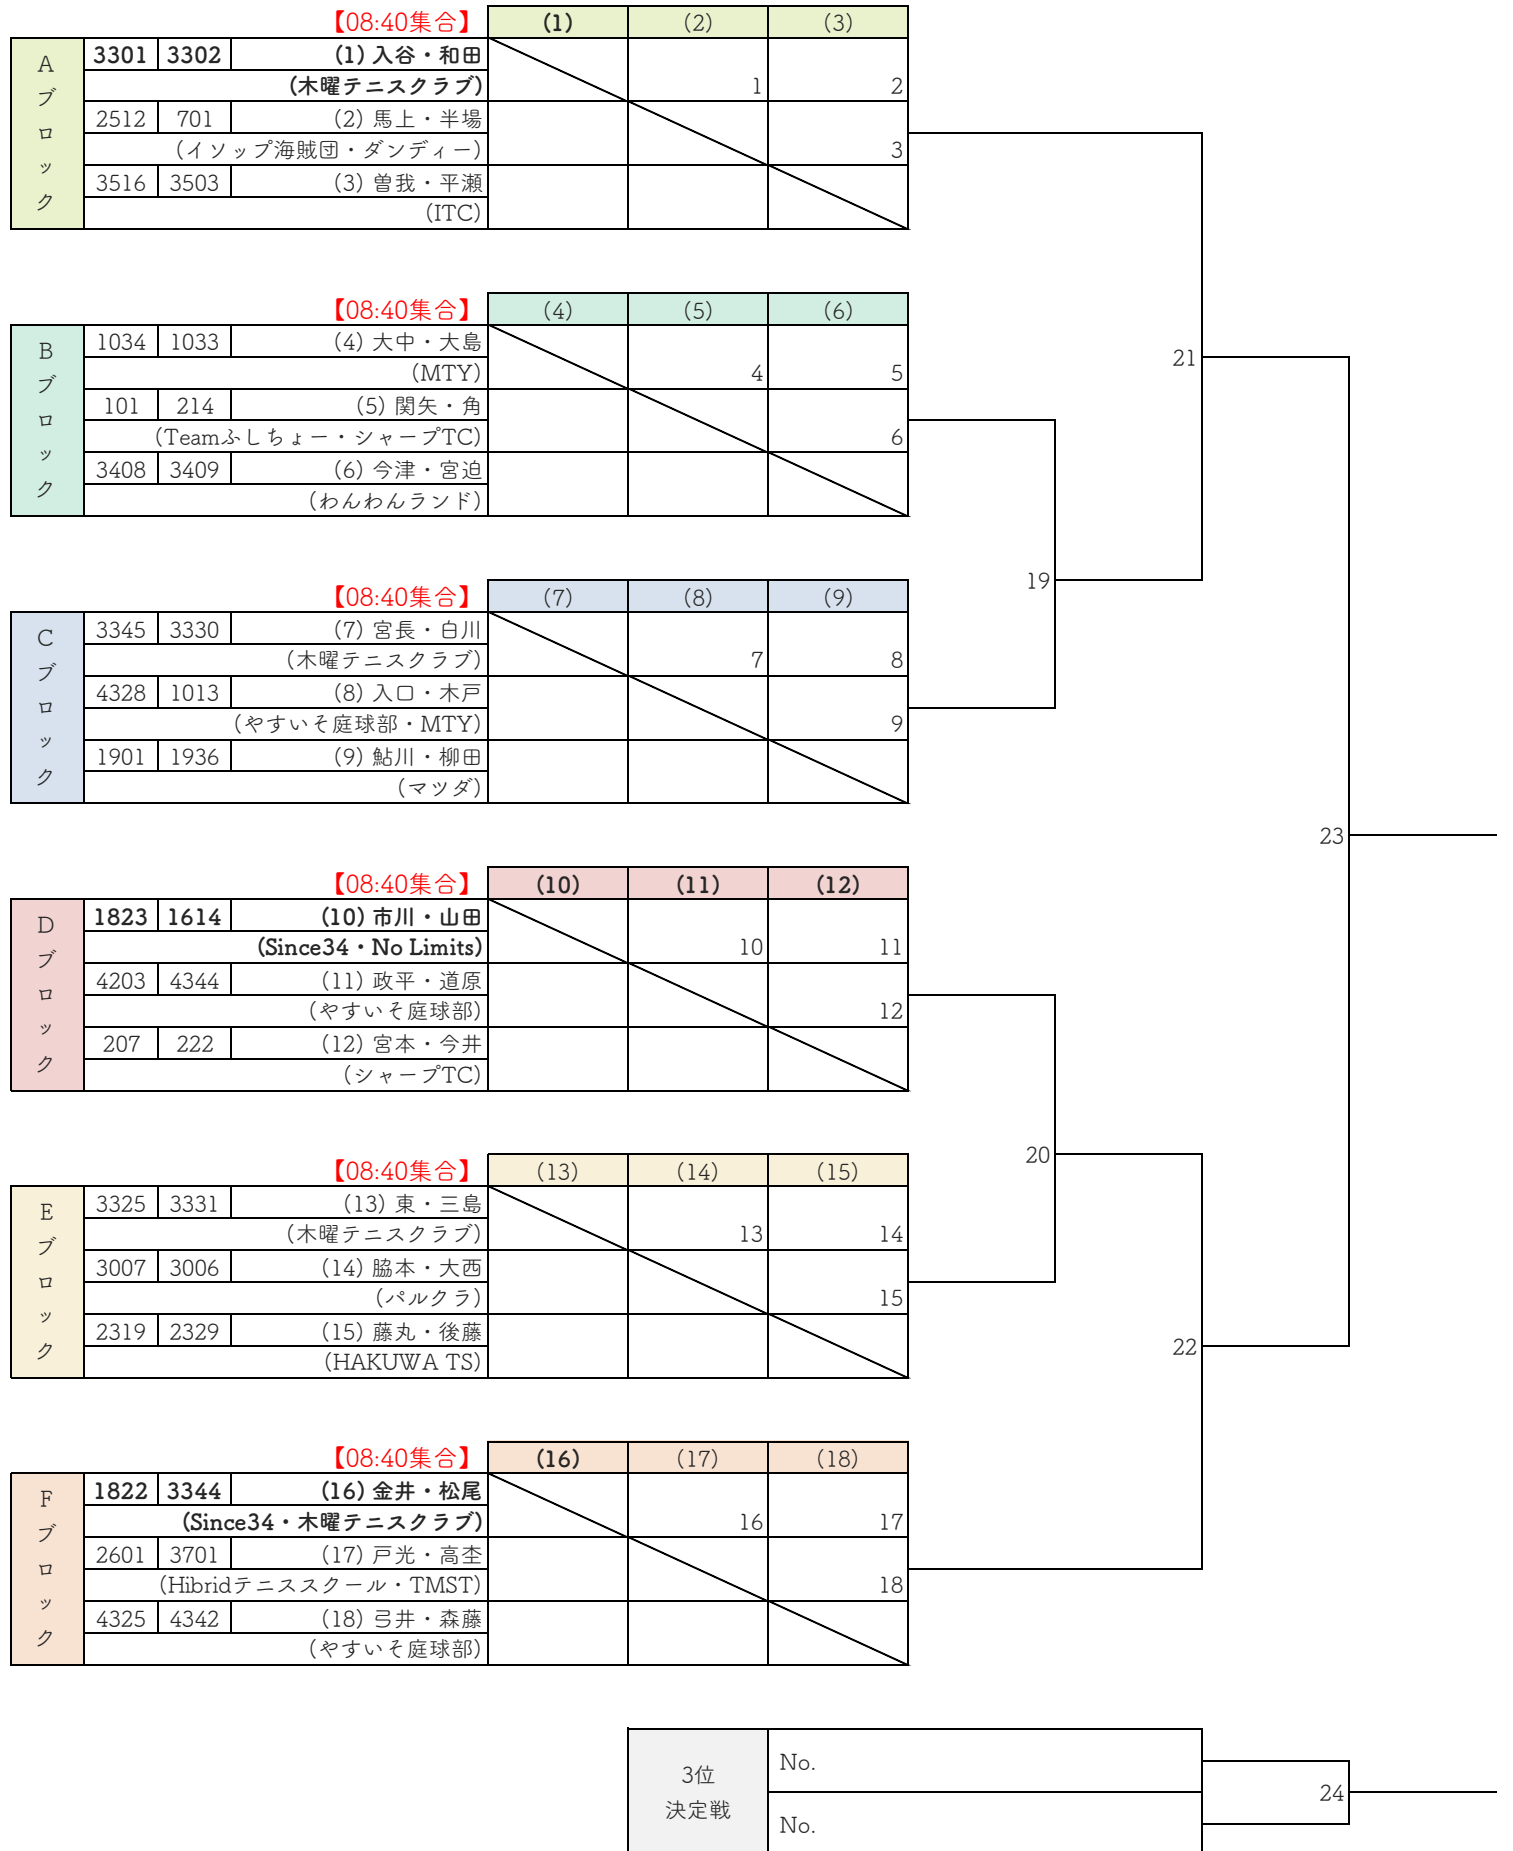 【08:40集合】 (1) (2) (3)
Aブロック
3301 3302 (1) 入谷・和田
(木曜テニスクラブ) 1 2
2512 701 (2) 馬上・半場
(イソップ海賊団・ダンディー) 3
3516 3503 (3) 曽我・平瀬
(ITC)
【08:40集合】 (4) (5) (6)
Bブロック
1034 1033 (4) 大中・大島
21
(MTY) 4 5
101 214 (5) 関矢・角
(Teamふしちょー・シャープTC) 6
3408 3409 (6) 今津・宮迫
(わんわんランド)
19
【08:40集合】 (7) (8) (9)
Cブロック
3345 3330 (7) 宮長・白川
(木曜テニスクラブ) 7 8
4328 1013 (8) 入口・木戸
(やすいそ庭球部・MTY) 9
1901 1936 (9) 鮎川・柳田
(マツダ)
23
【08:40集合】 (10) (11) (12)
Dブロック
1823 1614 (10) 市川・山田
(Since34・No Limits) 10 11
4203 4344 (11) 政平・道原
(やすいそ庭球部) 12
207 222 (12) 宮本・今井
(シャープTC)
20
【08:40集合】 (13) (14) (15)
Eブロック
3325 3331 (13) 東・三島
(木曜テニスクラブ) 13 14
3007 3006 (14) 脇本・大西
(パルクラ) 15
2319 2329 (15) 藤丸・後藤
22
(HAKUWA TS)
【08:40集合】 (16) (17) (18)
Fブロック
1822 3344 (16) 金井・松尾
(Since34・木曜テニスクラブ) 16 17
2601 3701 (17) 戸光・高杢
(Hibridテニススクール・TMST) 18
4325 4342 (18) 弓井・森藤
(やすいそ庭球部)
3位
決定戦
No.
24
No.